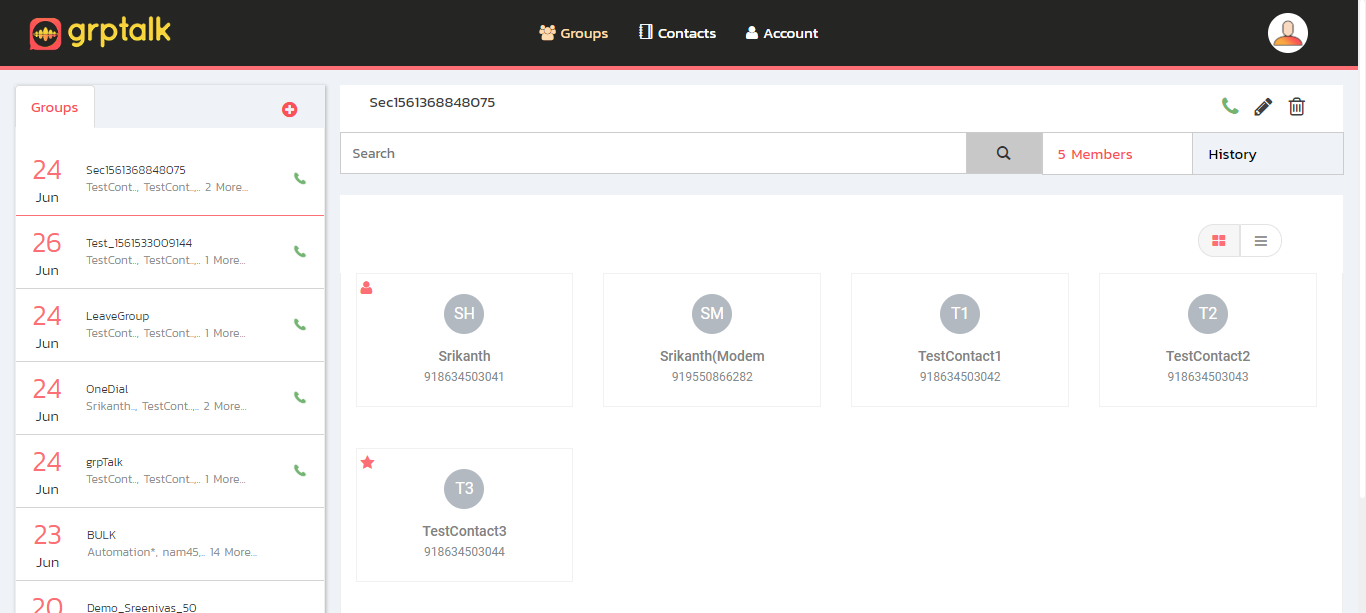 grptalk
Groups
Contacts
Account
Groups
24
Jun
Sec1561368848075
TestCont.., TestCont..,.. 2 More...
26
Jun
Test_1561533009144
TestCont.., TestCont..,.. 1 More...
24
Jun
LeaveGroup
TestCont.., TestCont..,.. 1 More...
24
Jun
OneDial
Srikanth.., TestCont..,.. 2 More...
24
Jun
grpTalk
TestCont.., TestCont..,.. 1 More...
23
Jun
BULK
Automation*, nam45,.. 14 More...
20
Demo_Sreenivas_50
Sec1561368848075
Search
5 Members
History
SH
Srikanth
918634503041
SM
Srikanth(Modem
919550866282
T1
TestContact1
918634503042
T2
TestContact2
918634503043
T3
TestContact3
918634503044